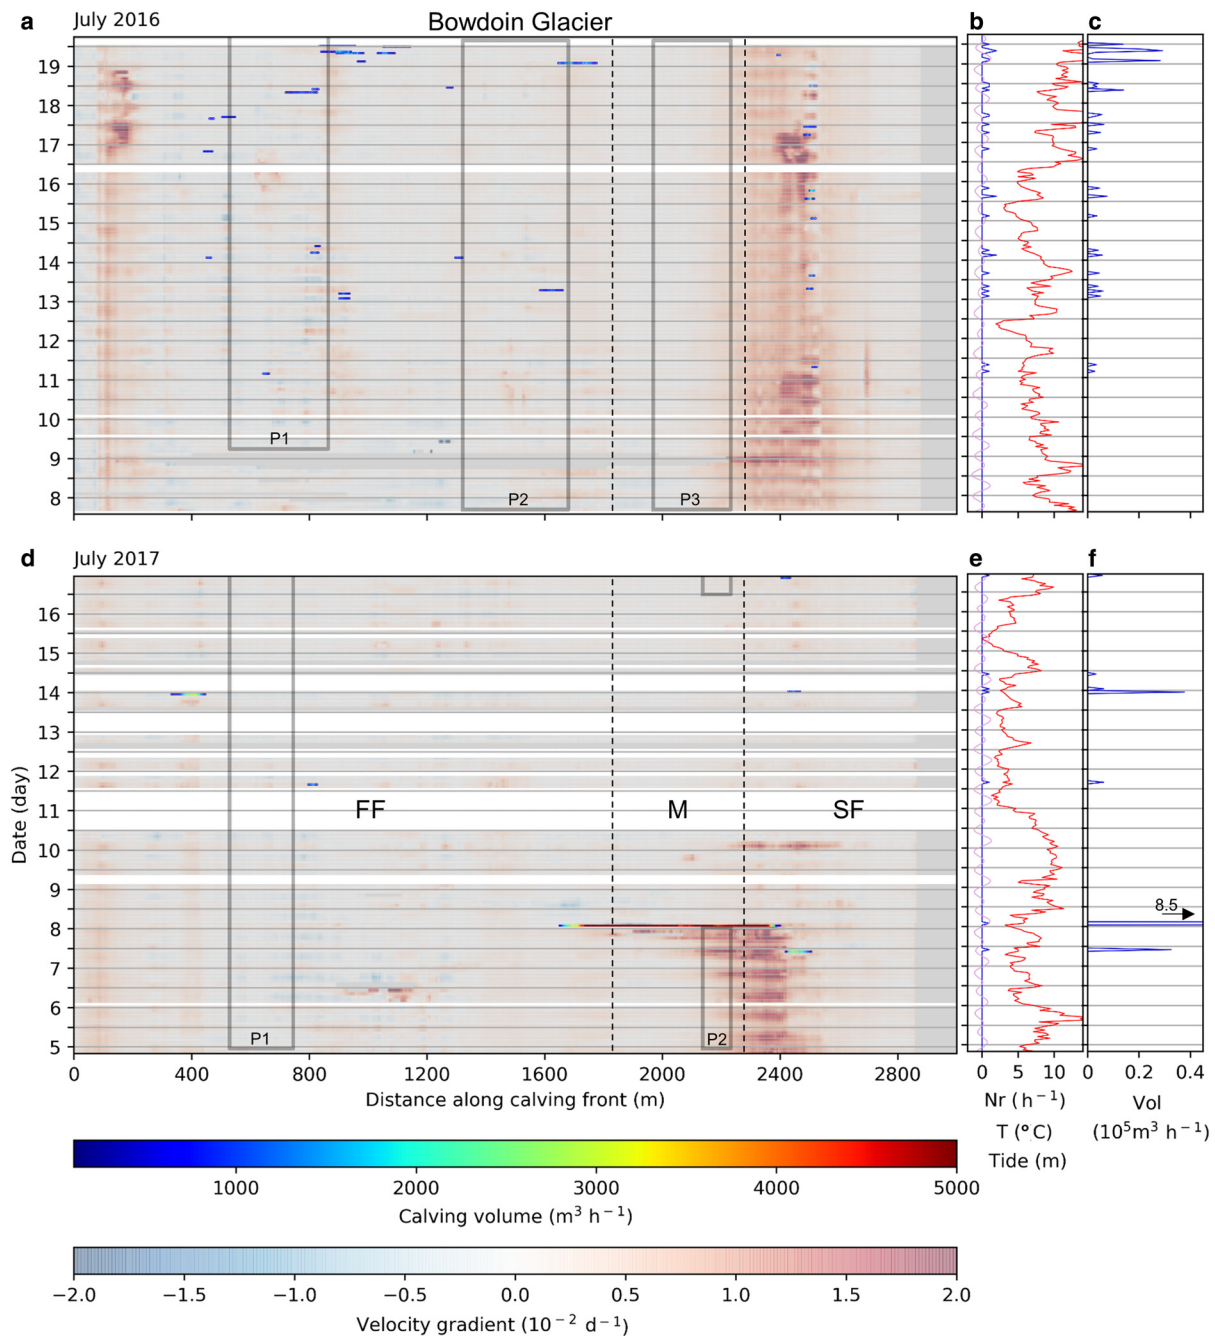 a July 2016 Bowdoin Glacier b c
19
18
17
16
15
14
13
12
11
10
9
8
P1
P2
P3
d July 2017 e f
16
15
14
13
12
11
10
9
8
7
6
5
Date (day)
FF M SF
8.5
P1
P2
0 400 800 1200 1600 2000 2400 2800
Distance along calving front (m)
0 5 10
Nr (h⁻¹)
T (°C)
Tide (m)
0 0.2 0.4
Vol
(10⁵m³ h⁻¹)
1000 2000 3000 4000 5000
Calving volume (m³ h⁻¹)
−2.0 −1.5 −1.0 −0.5 0.0 0.5 1.0 1.5 2.0
Velocity gradient (10⁻² d⁻¹)